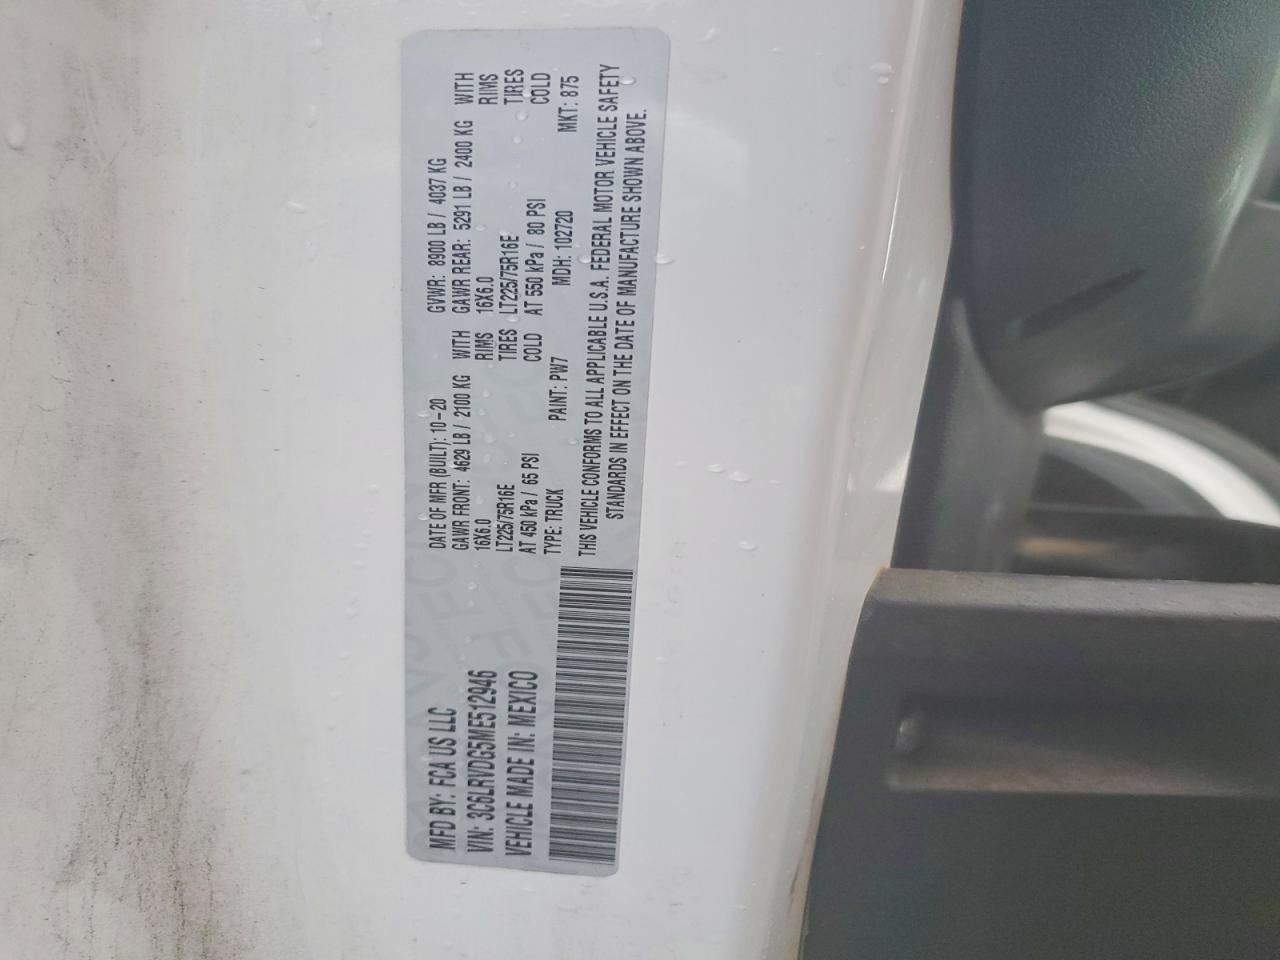 MFD BY: FCA US LLC
VIN: 3C6LRVDG5ME512946
VEHICLE MADE IN: MEXICO
DATE OF MFR (BUILT): 10-20 GVWR: 8900 LB / 4037 KG
GAWR FRONT: 4629 LB / 2100 KG WITH GAWR REAR: 5291 LB / 2400 KG WITH
16X6.0 RIMS 16X6.0 RIMS
LT225/75R16E TIRES LT225/75R16E TIRES
AT 450 kPa / 65 PSI COLD AT 550 kPa / 80 PSI COLD
TYPE: TRUCK PAINT: PW7 MDH: 102720 MKT: 875
THIS VEHICLE CONFORMS TO ALL APPLICABLE U.S.A. FEDERAL MOTOR VEHICLE SAFETY
STANDARDS IN EFFECT ON THE DATE OF MANUFACTURE SHOWN ABOVE.